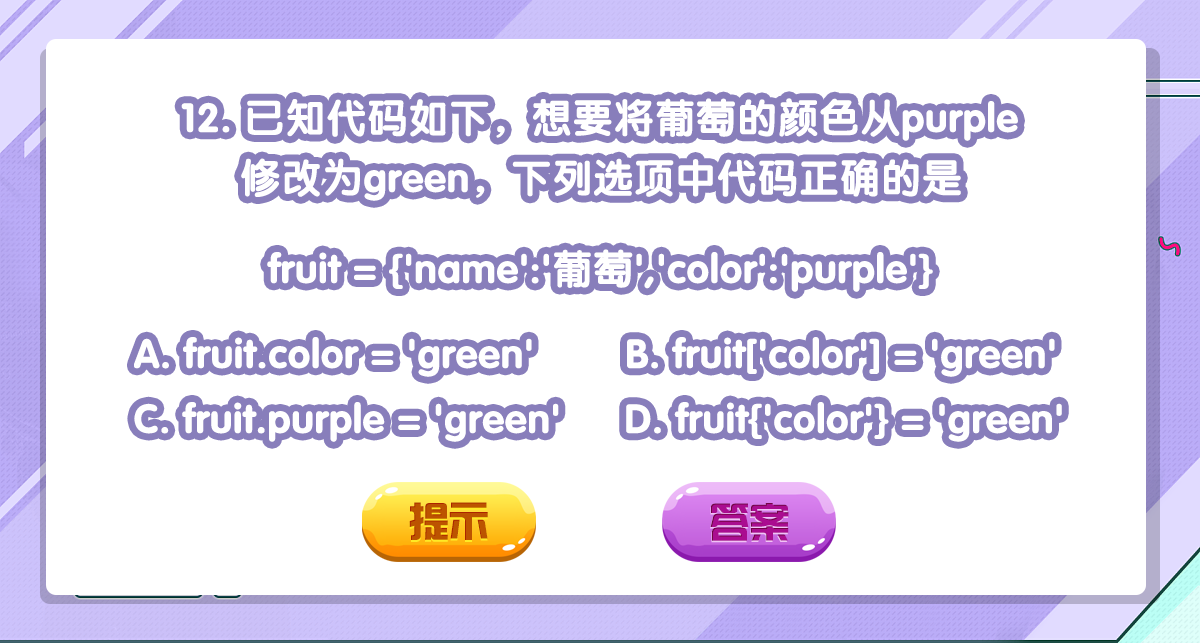 12. 已知代码如下，想要将葡萄的颜色从purple
修改为green，下列选项中代码正确的是
fruit = {'name':'葡萄','color':'purple'}
A. fruit.color = 'green'
B. fruit['color'] = 'green'
C. fruit.purple = 'green'
D. fruit{'color'} = 'green'
提示
答案